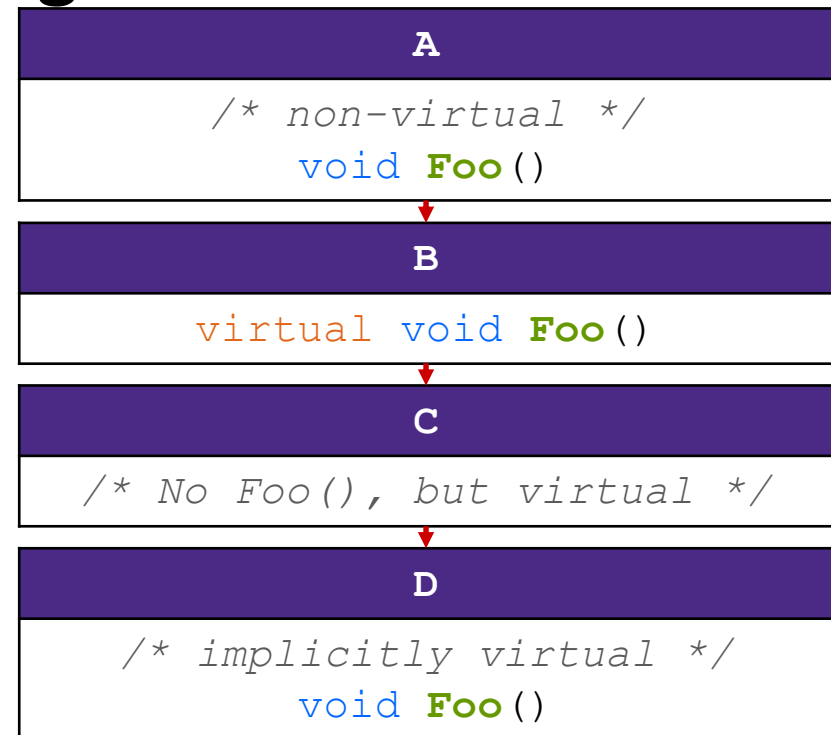 A
/* non-virtual */
void Foo()
B
virtual void Foo()
C
/* No Foo(), but virtual */
D
/* implicitly virtual */
void Foo()